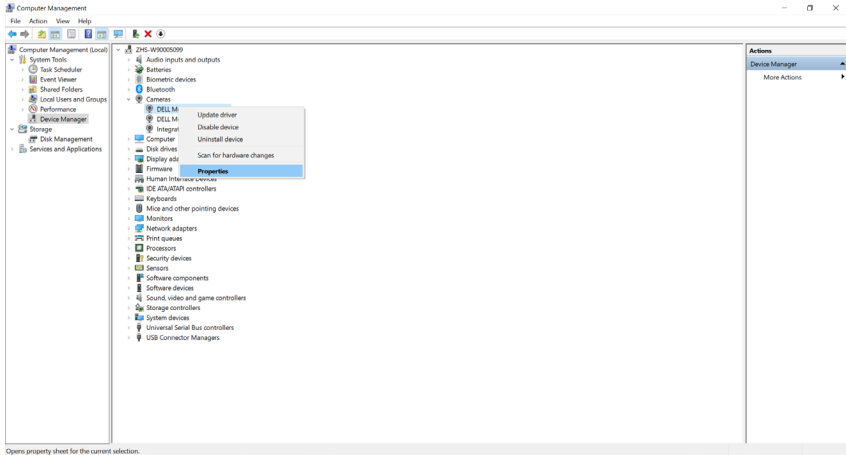 Computer Management
File Action View Help
Computer Management (Local)
System Tools
Task Scheduler
Event Viewer
Shared Folders
Local Users and Groups
Performance
Device Manager
Storage
Disk Management
Services and Applications
ZHS-W90005099
Audio inputs and outputs
Batteries
Biometric devices
Bluetooth
Cameras
DELL M
DELL M
Integrat
Computer
Disk drives
Display ada
Firmware
Human Interface Devices
IDE ATA/ATAPI controllers
Keyboards
Mice and other pointing devices
Monitors
Network adapters
Print queues
Processors
Security devices
Sensors
Software components
Software devices
Sound, video and game controllers
Storage controllers
System devices
Universal Serial Bus controllers
USB Connector Managers
Update driver
Disable device
Uninstall device
Scan for hardware changes
Properties
Actions
Device Manager
More Actions
Opens property sheet for the current selection.